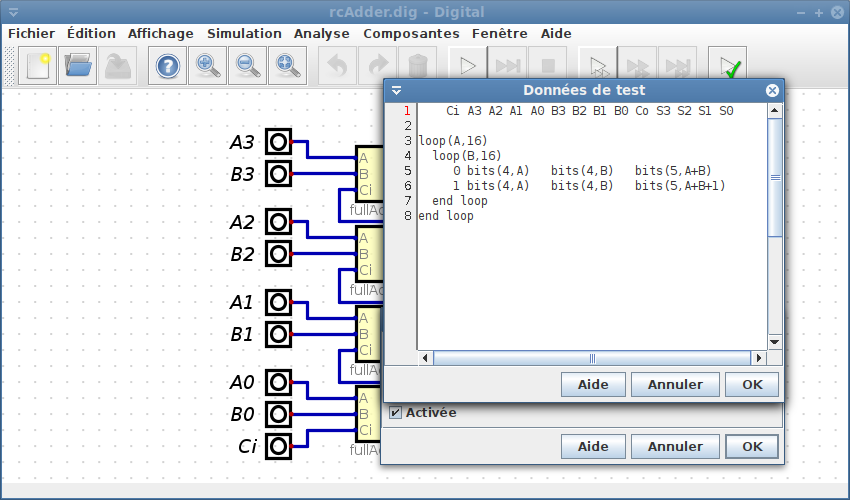 rcAdder.dig - Digital
Fichier Édition Affichage Simulation Analyse Composantes Fenêtre Aide
Données de test
1 Ci A3 A2 A1 A0 B3 B2 B1 B0 Co S3 S2 S1 S0
2
3 loop(A,16)
4 loop(B,16)
5 0 bits(4,A) bits(4,B) bits(5,A+B)
6 1 bits(4,A) bits(4,B) bits(5,A+B+1)
7 end loop
8 end loop
Aide Annuler OK
Activée
Aide Annuler OK
A3
B3
A
B
Ci
fullAd
A2
B2
A
B
Ci
fullAd
A1
B1
A
B
Ci
fullAd
A0
B0
Ci
A
B
Ci
fullAd